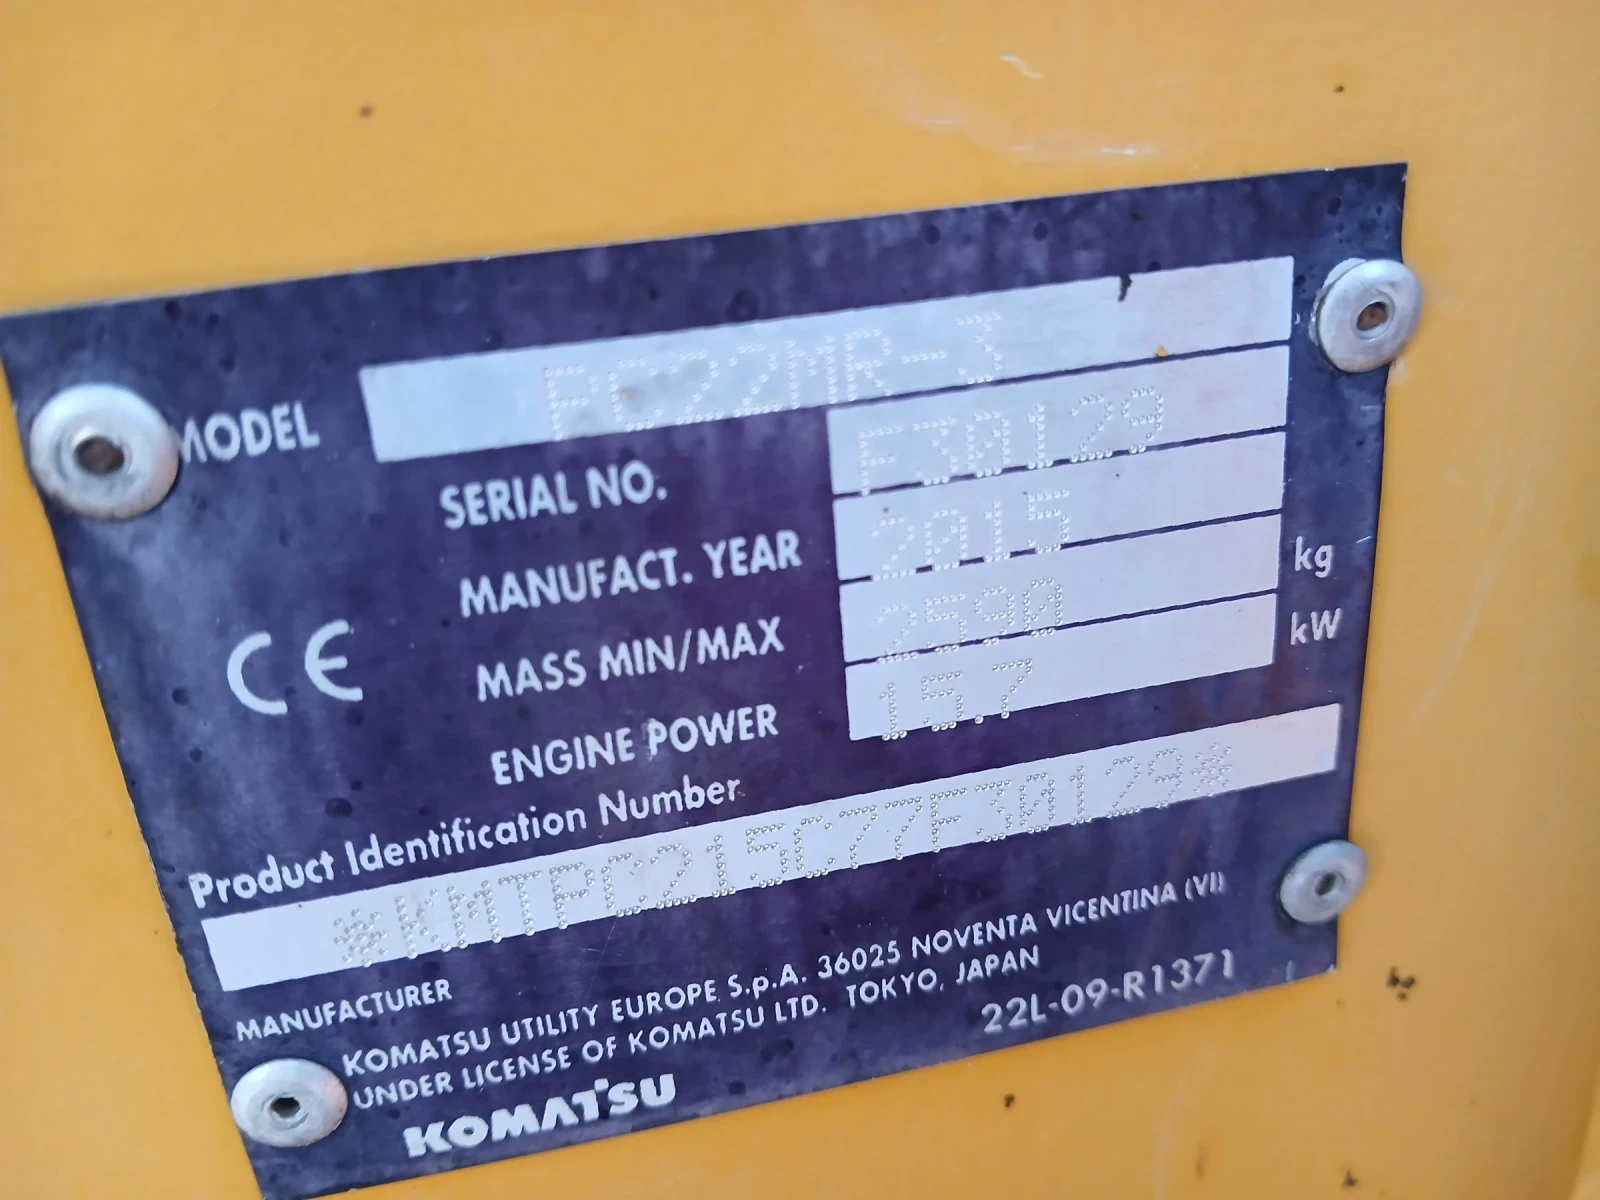 MODEL PC22MR-3
SERIAL NO. F30129
MANUFACT. YEAR 2015
MASS MIN/MAX 2590 kg
ENGINE POWER 15.7 kW
CE
Product Identification Number
*KMTPC215C77F30129*
MANUFACTURER
KOMATSU UTILITY EUROPE S.p.A. 36025 NOVENTA VICENTINA (VI)
UNDER LICENSE OF KOMATSU LTD. TOKYO, JAPAN
22L-09-R1371
KOMATSU